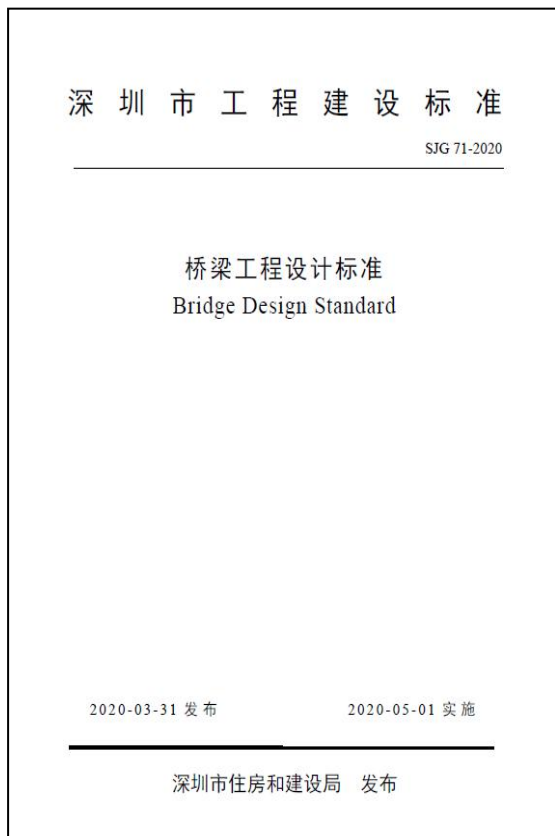 深圳市工程建设标准
SJG 71-2020
桥梁工程设计标准
Bridge Design Standard
2020-03-31 发布 2020-05-01 实施
深圳市住房和建设局 发布